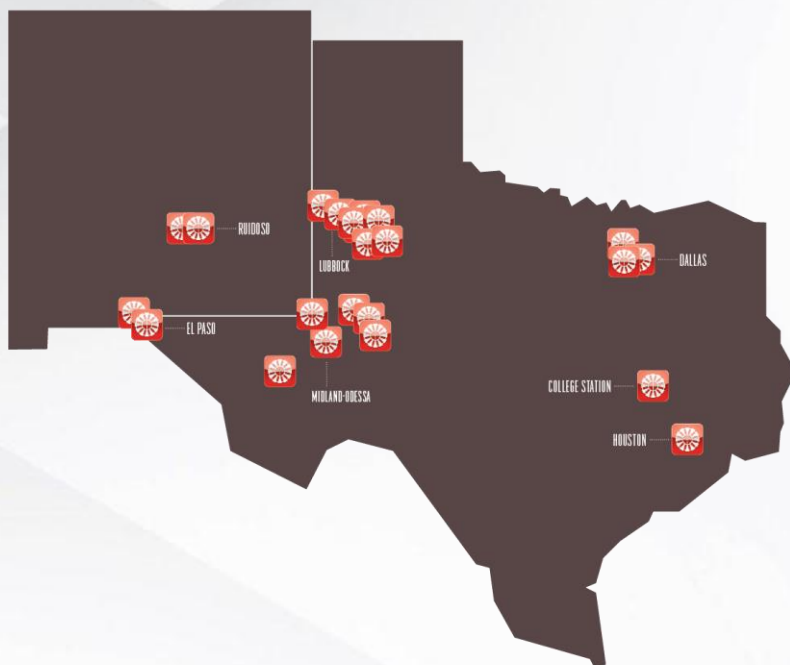 RUIDOSO
LUBBOCK
DALLAS
EL PASO
MIDLAND-ODESSA
COLLEGE STATION
HOUSTON